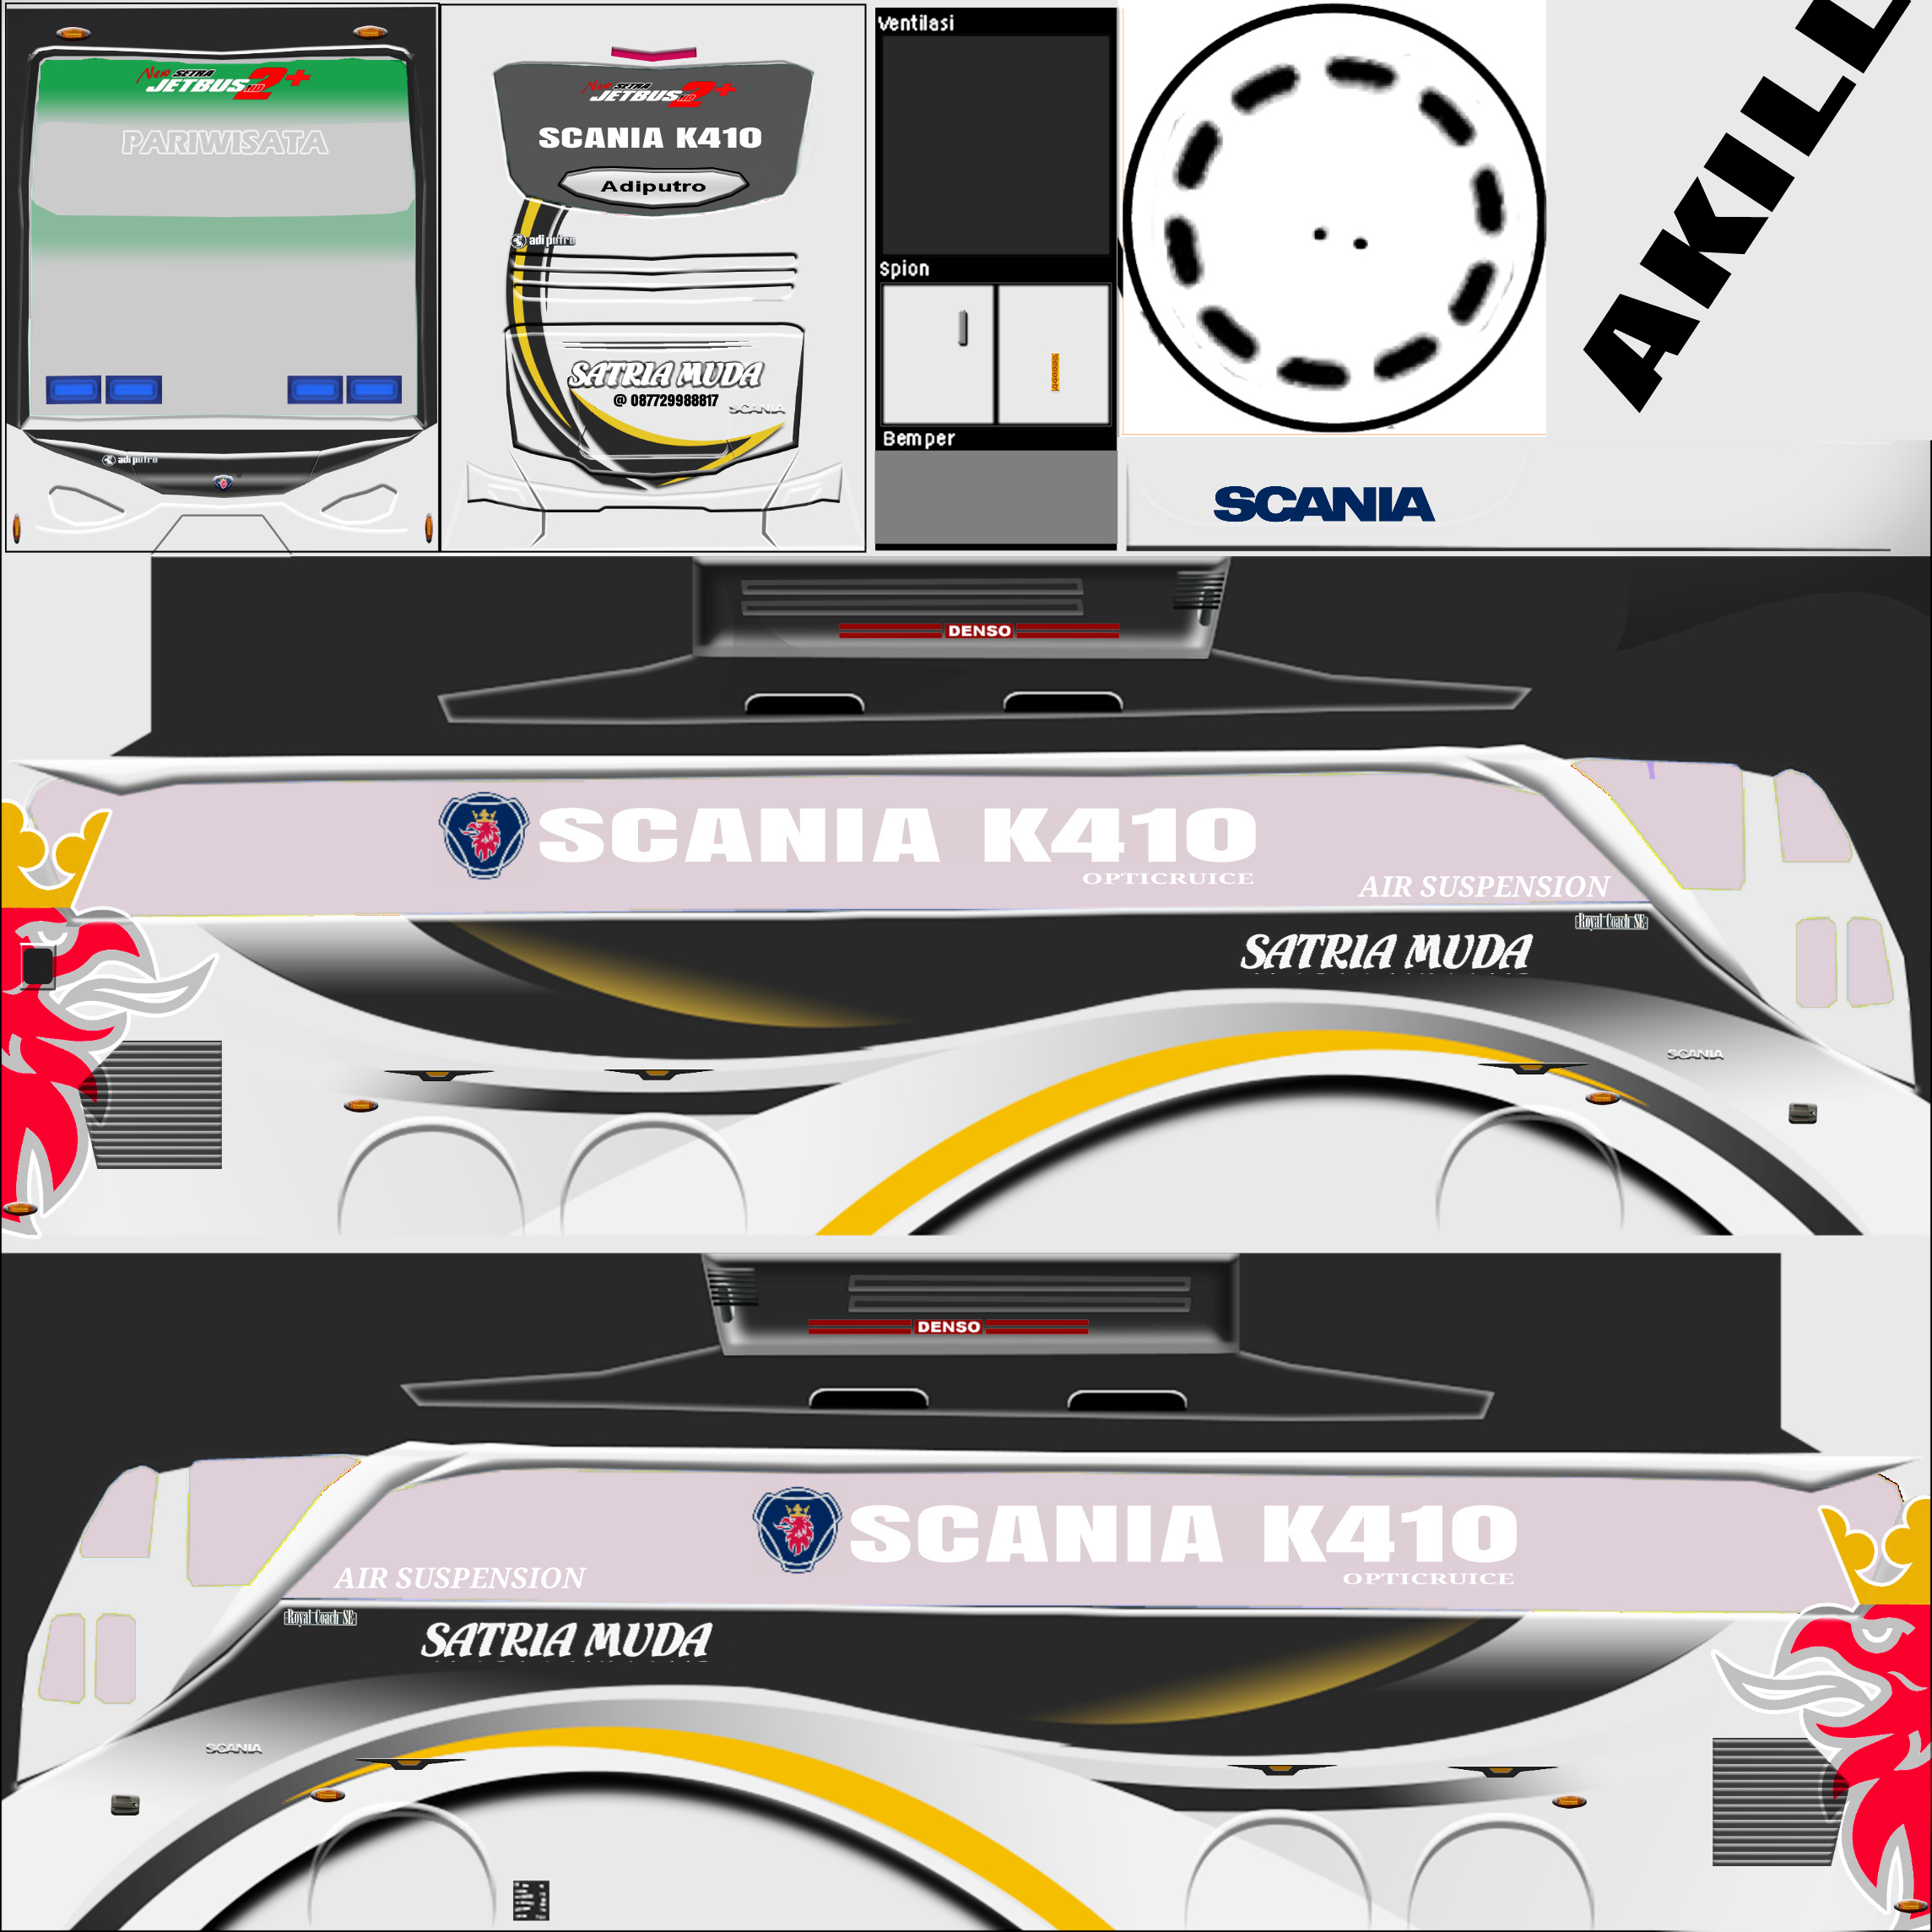 New SETRA
JETBUS HD 2+
PARIWISATA
adiputro
New SETRA
JETBUS HD 2+
SCANIA K410
Adiputro
adiputro
SATRIA MUDA
@ 087729988817
SCANIA
Ventilasi
Spion
Bemper
AKILL
SCANIA
DENSO
SCANIA K410
OPTICRUICE
AIR SUSPENSION
Royal Coach SE
SATRIA MUDA
SCANIA
DENSO
SCANIA K410
OPTICRUICE
AIR SUSPENSION
Royal Coach SE
SATRIA MUDA
SCANIA